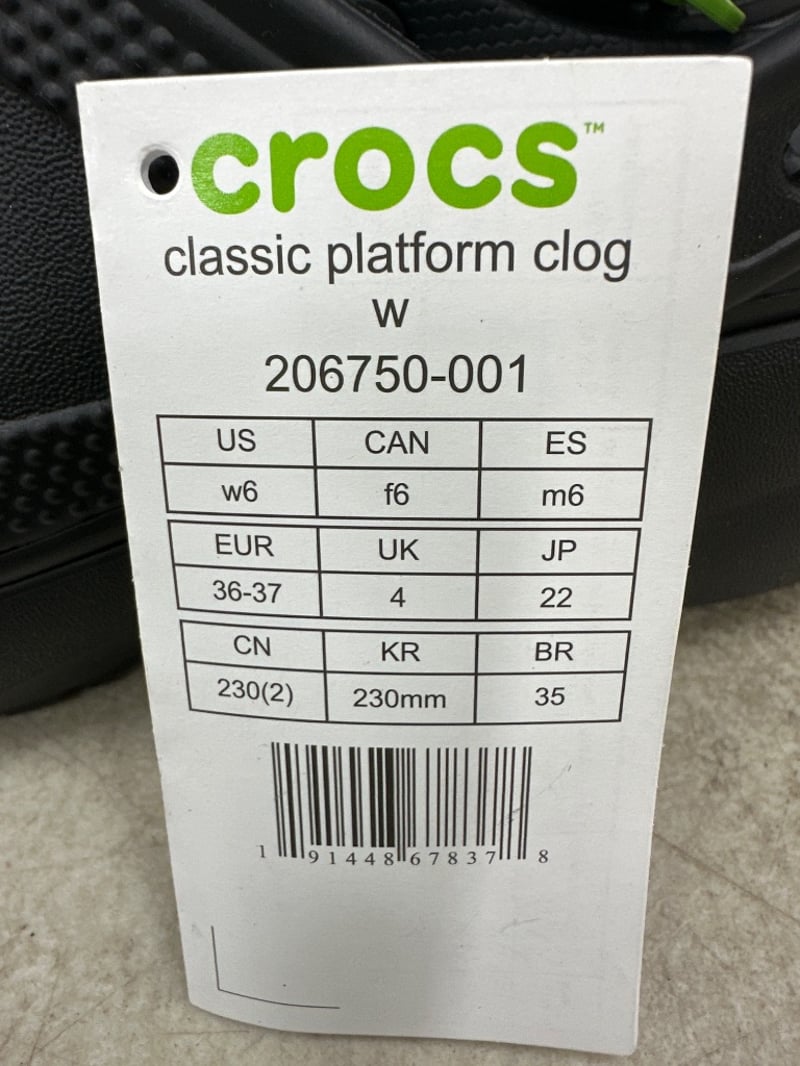 crocs™
classic platform clog
w
206750-001
US CAN ES
w6 f6 m6
EUR UK JP
36-37 4 22
CN KR BR
230(2) 230mm 35
1 91448 67837 8